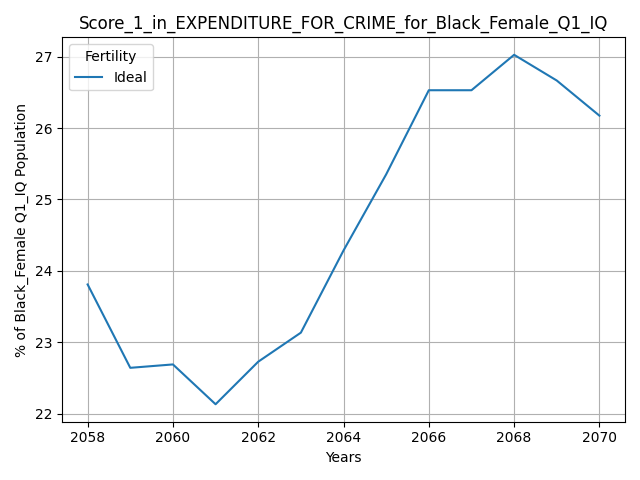 Score_1_in_EXPENDITURE_FOR_CRIME_for_Black_Female_Q1_IQ
Fertility
Ideal
% of Black_Female Q1_IQ Population
27
26
25
24
23
22
2058 2060 2062 2064 2066 2068 2070
Years